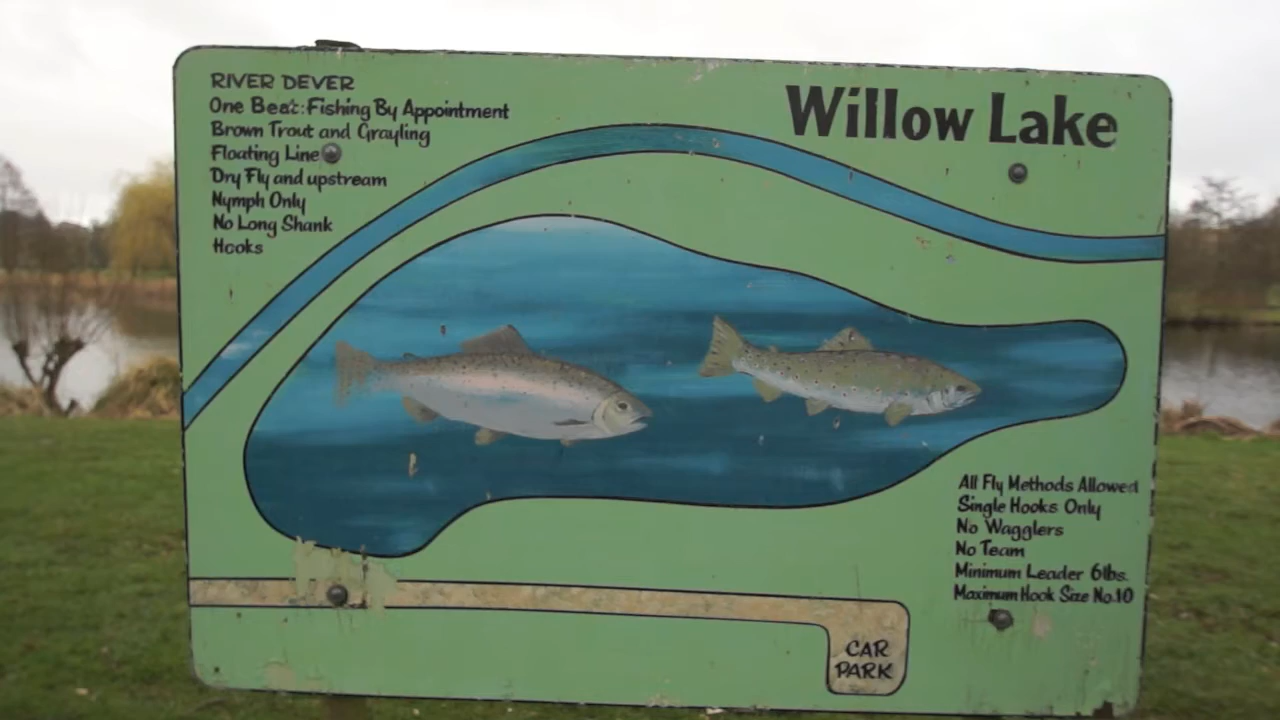 RIVER DEVER
One Beat: Fishing By Appointment
Brown Trout and Grayling
Floating Line
Dry Fly and upstream
Nymph Only
No Long Shank
Hooks
Willow Lake
All Fly Methods Allowed
Single Hooks Only
No Wagglers
No Team
Minimum Leader 6lbs.
Maximum Hook Size No.10
CAR
PARK